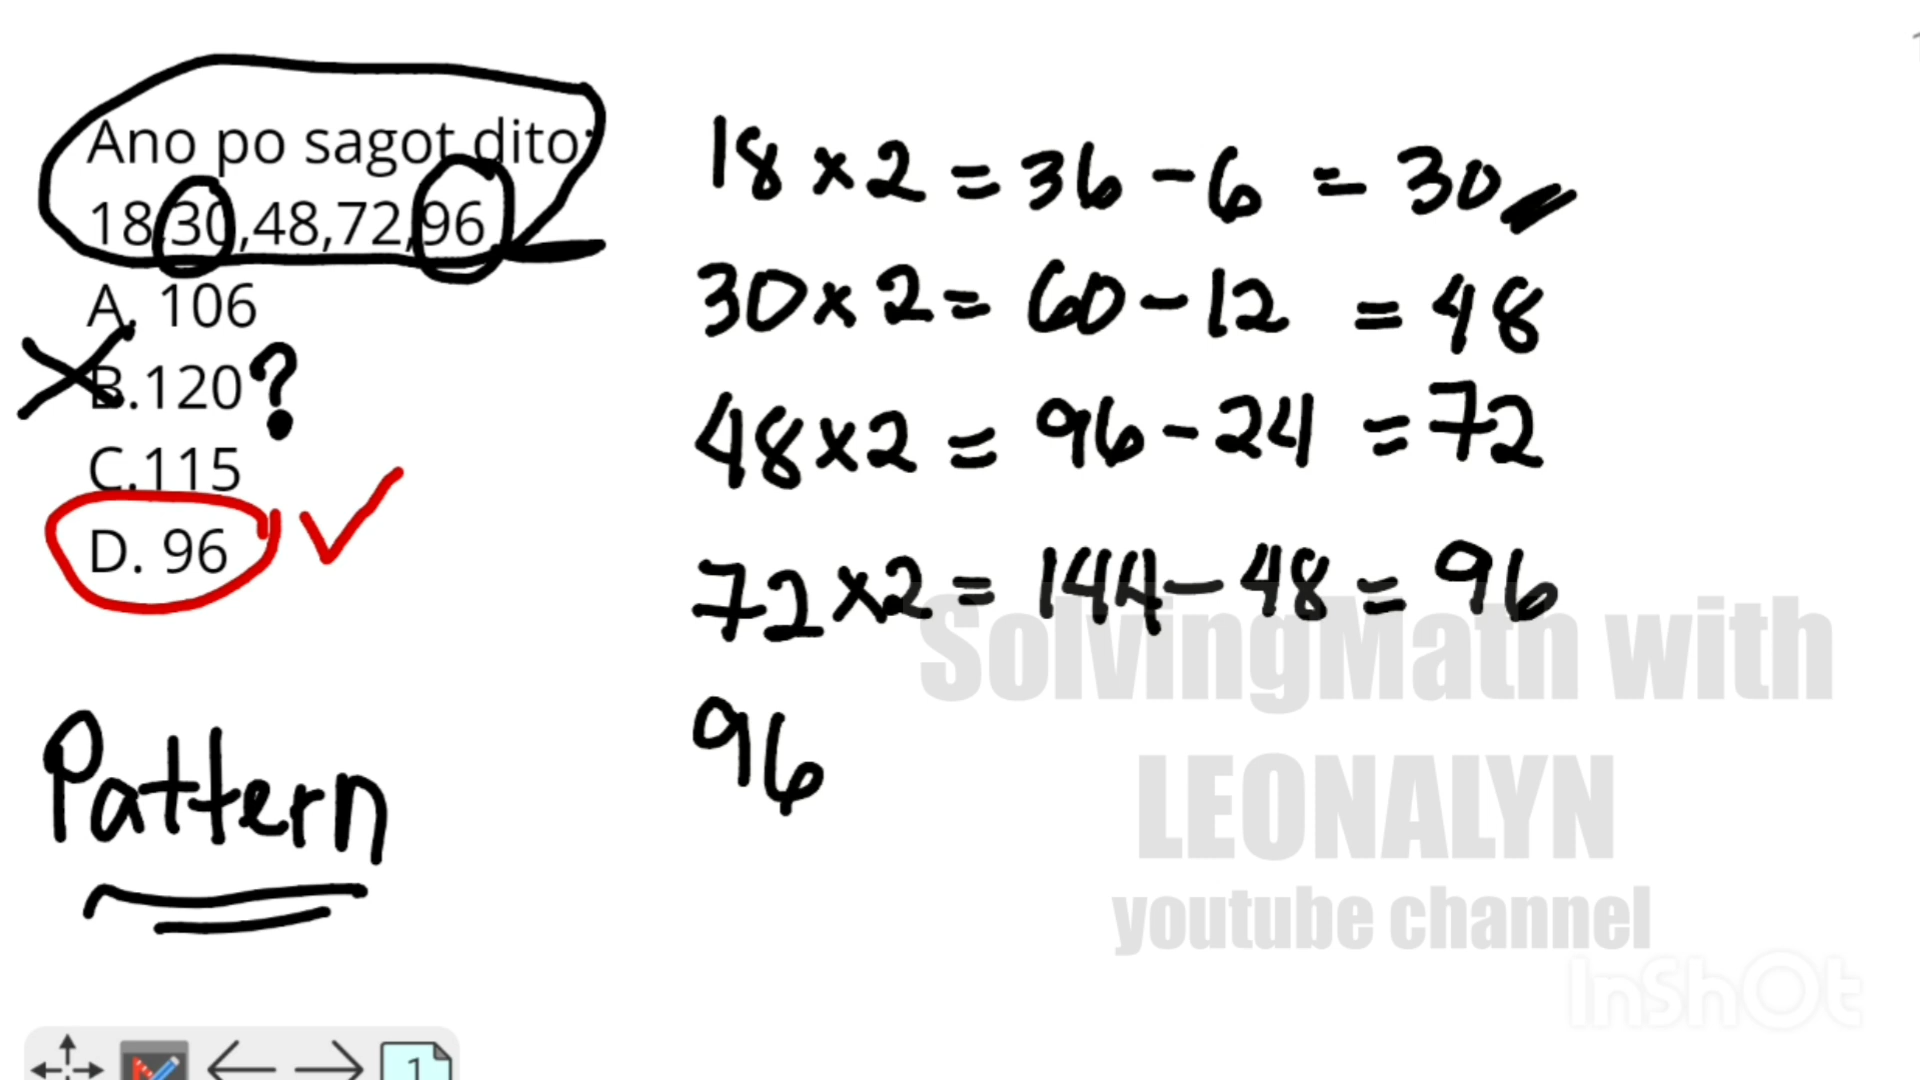 Ano po sagot dito:
18,30,48,72,96
A. 106
B.120?
C.115
D. 96
Pattern
18 × 2 = 36 - 6 = 30
30 × 2 = 60 - 12 = 48
48 × 2 = 96 - 24 = 72
72 × 2 = 144 - 48 = 96
96
SolvingMath with
LEONALYN
youtube channel
InShOt
1